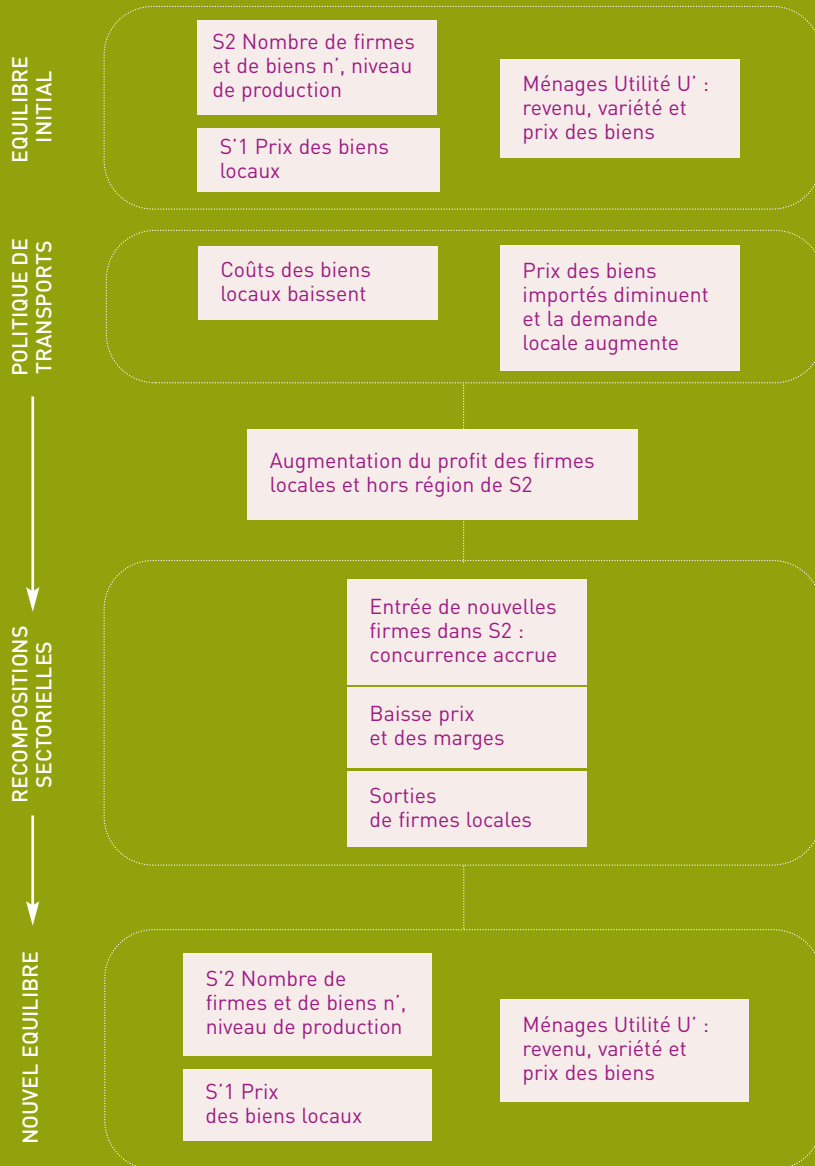 EQUILIBRE
INITIAL
S2 Nombre de firmes
et de biens n’, niveau
de production
S’1 Prix des biens
locaux
Ménages Utilité U’ :
revenu, variété et
prix des biens
POLITIQUE DE
TRANSPORTS
Coûts des biens
locaux baissent
Prix des biens
importés diminuent
et la demande
locale augmente
Augmentation du profit des firmes
locales et hors région de S2
RECOMPOSITIONS
SECTORIELLES
Entrée de nouvelles
firmes dans S2 :
concurrence accrue
Baisse prix
et des marges
Sorties
de firmes locales
NOUVEL EQUILIBRE
S’2 Nombre de
firmes et de biens n’,
niveau de production
S’1 Prix
des biens locaux
Ménages Utilité U’ :
revenu, variété et
prix des biens